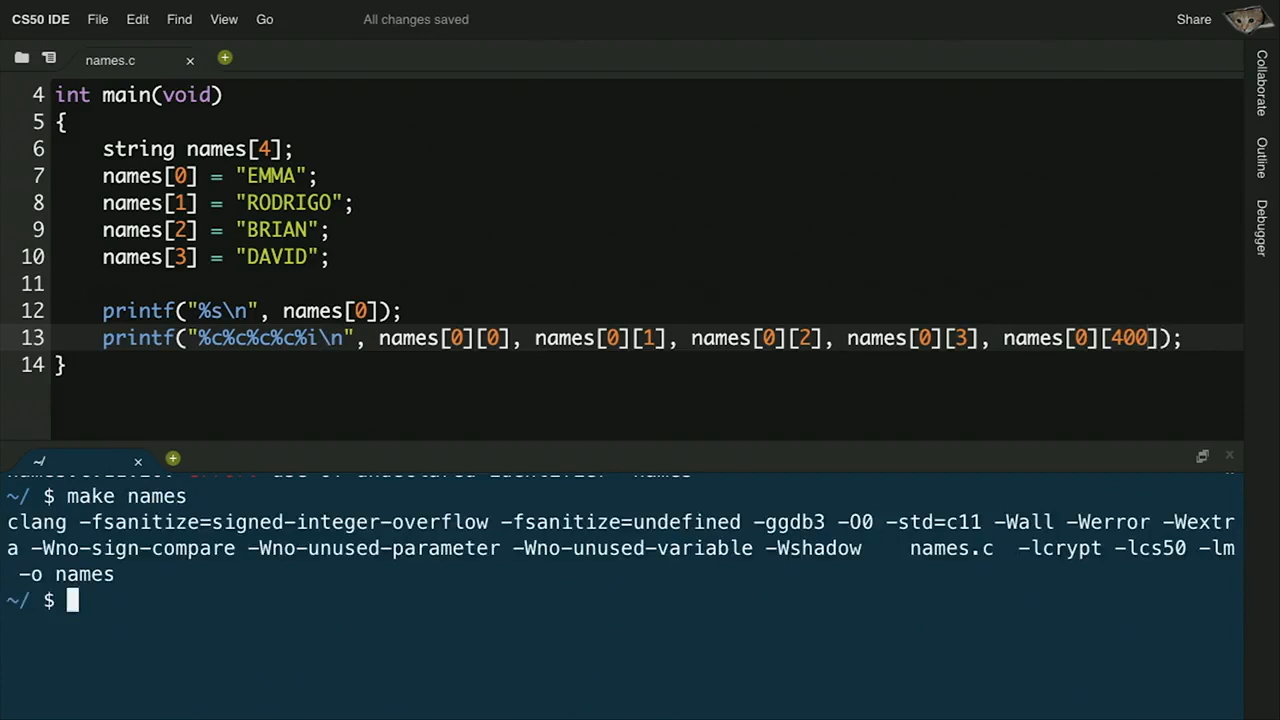 CS50 IDE File Edit Find View Go All changes saved Share
names.c
Collaborate
Outline
Debugger
4 int main(void)
5 {
6 string names[4];
7 names[0] = "EMMA";
8 names[1] = "RODRIGO";
9 names[2] = "BRIAN";
10 names[3] = "DAVID";
11
12 printf("%s\n", names[0]);
13 printf("%c%c%c%c%i\n", names[0][0], names[0][1], names[0][2], names[0][3], names[0][400]);
14 }
~/
~/ $ make names
clang -fsanitize=signed-integer-overflow -fsanitize=undefined -ggdb3 -O0 -std=c11 -Wall -Werror -Wextr
a -Wno-sign-compare -Wno-unused-parameter -Wno-unused-variable -Wshadow names.c -lcrypt -lcs50 -lm
-o names
~/ $